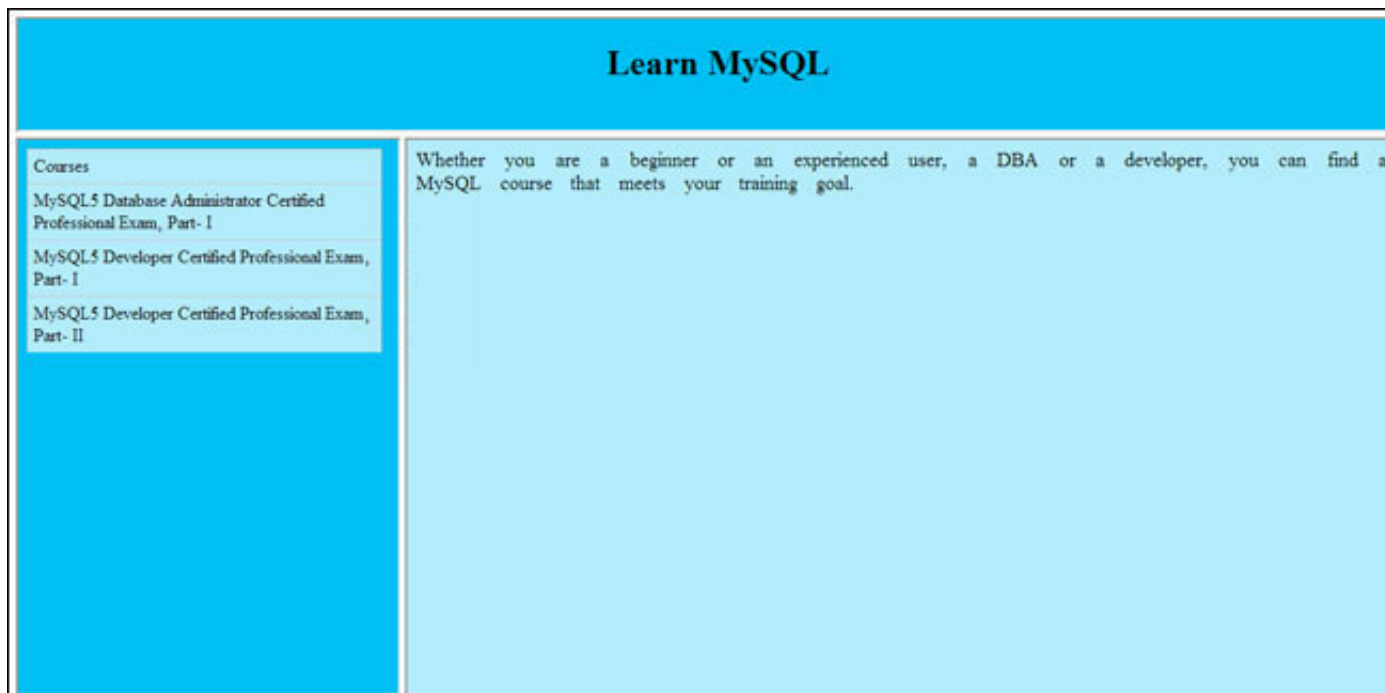 Learn MySQL
Courses
MySQL5 Database Administrator Certified
Professional Exam, Part- I
MySQL5 Developer Certified Professional Exam,
Part- I
MySQL5 Developer Certified Professional Exam,
Part- II
Whether you are a beginner or an experienced user, a DBA or a developer, you can find a
MySQL course that meets your training goal.